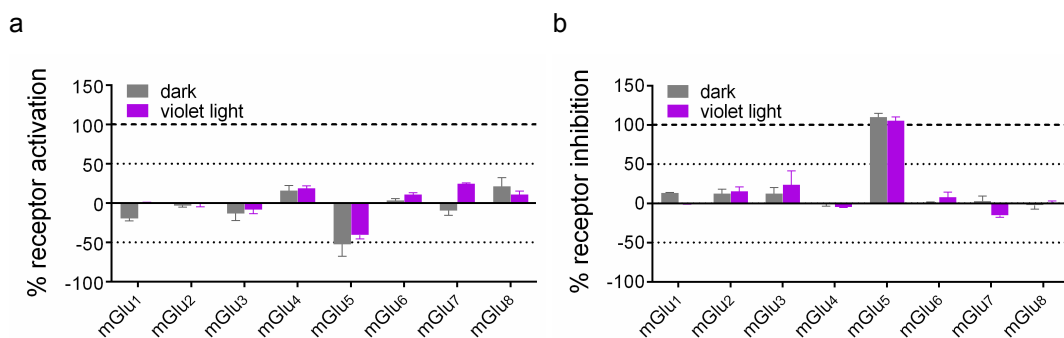 a
% receptor activation
150
100
50
0
-50
-100
dark
violet light
mGlu1
mGlu2
mGlu3
mGlu4
mGlu5
mGlu6
mGlu7
mGlu8
b
% receptor inhibition
150
100
50
0
-50
-100
dark
violet light
mGlu1
mGlu2
mGlu3
mGlu4
mGlu5
mGlu6
mGlu7
mGlu8